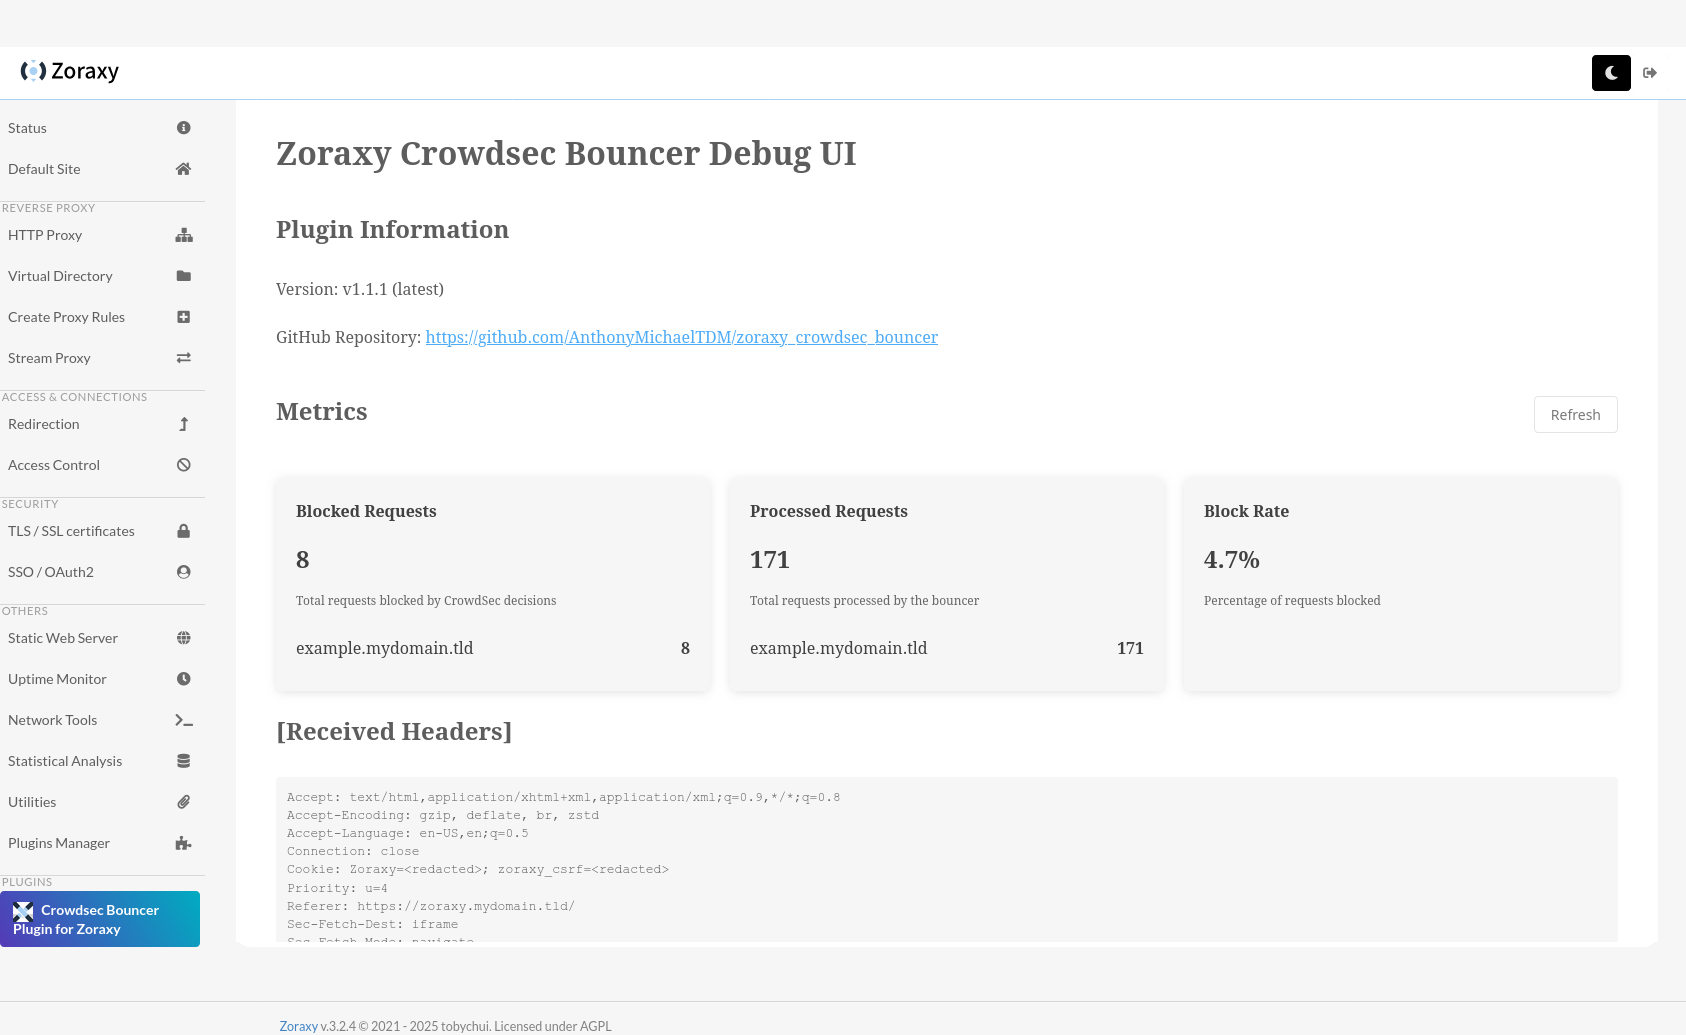 Zoraxy
Status
Default Site
REVERSE PROXY
HTTP Proxy
Virtual Directory
Create Proxy Rules
Stream Proxy
ACCESS & CONNECTIONS
Redirection
Access Control
SECURITY
TLS / SSL certificates
SSO / OAuth2
OTHERS
Static Web Server
Uptime Monitor
Network Tools
Statistical Analysis
Utilities
Plugins Manager
PLUGINS
Crowdsec Bouncer
Plugin for Zoraxy
Zoraxy Crowdsec Bouncer Debug UI
Plugin Information
Version: v1.1.1 (latest)
GitHub Repository: https://github.com/AnthonyMichaelTDM/zoraxy_crowdsec_bouncer
Metrics
Refresh
Blocked Requests
8
Total requests blocked by CrowdSec decisions
example.mydomain.tld 8
Processed Requests
171
Total requests processed by the bouncer
example.mydomain.tld 171
Block Rate
4.7%
Percentage of requests blocked
[Received Headers]
Accept: text/html,application/xhtml+xml,application/xml;q=0.9,*/*;q=0.8
Accept-Encoding: gzip, deflate, br, zstd
Accept-Language: en-US,en;q=0.5
Connection: close
Cookie: Zoraxy=<redacted>; zoraxy_csrf=<redacted>
Priority: u=4
Referer: https://zoraxy.mydomain.tld/
Sec-Fetch-Dest: iframe
Sec-Fetch-Mode: navigate
Zoraxy v.3.2.4 © 2021 - 2025 tobychui. Licensed under AGPL